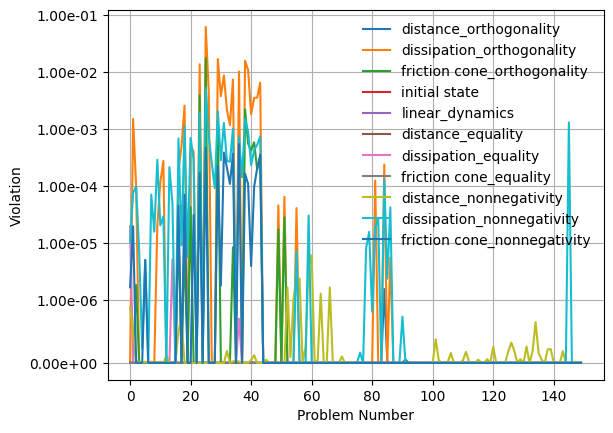 1.00e-01
1.00e-02
1.00e-03
1.00e-04
1.00e-05
1.00e-06
0.00e+00
Violation
distance_orthogonality
dissipation_orthogonality
friction cone_orthogonality
initial state
linear_dynamics
distance_equality
dissipation_equality
friction cone_equality
distance_nonnegativity
dissipation_nonnegativity
friction cone_nonnegativity
0 20 40 60 80 100 120 140
Problem Number